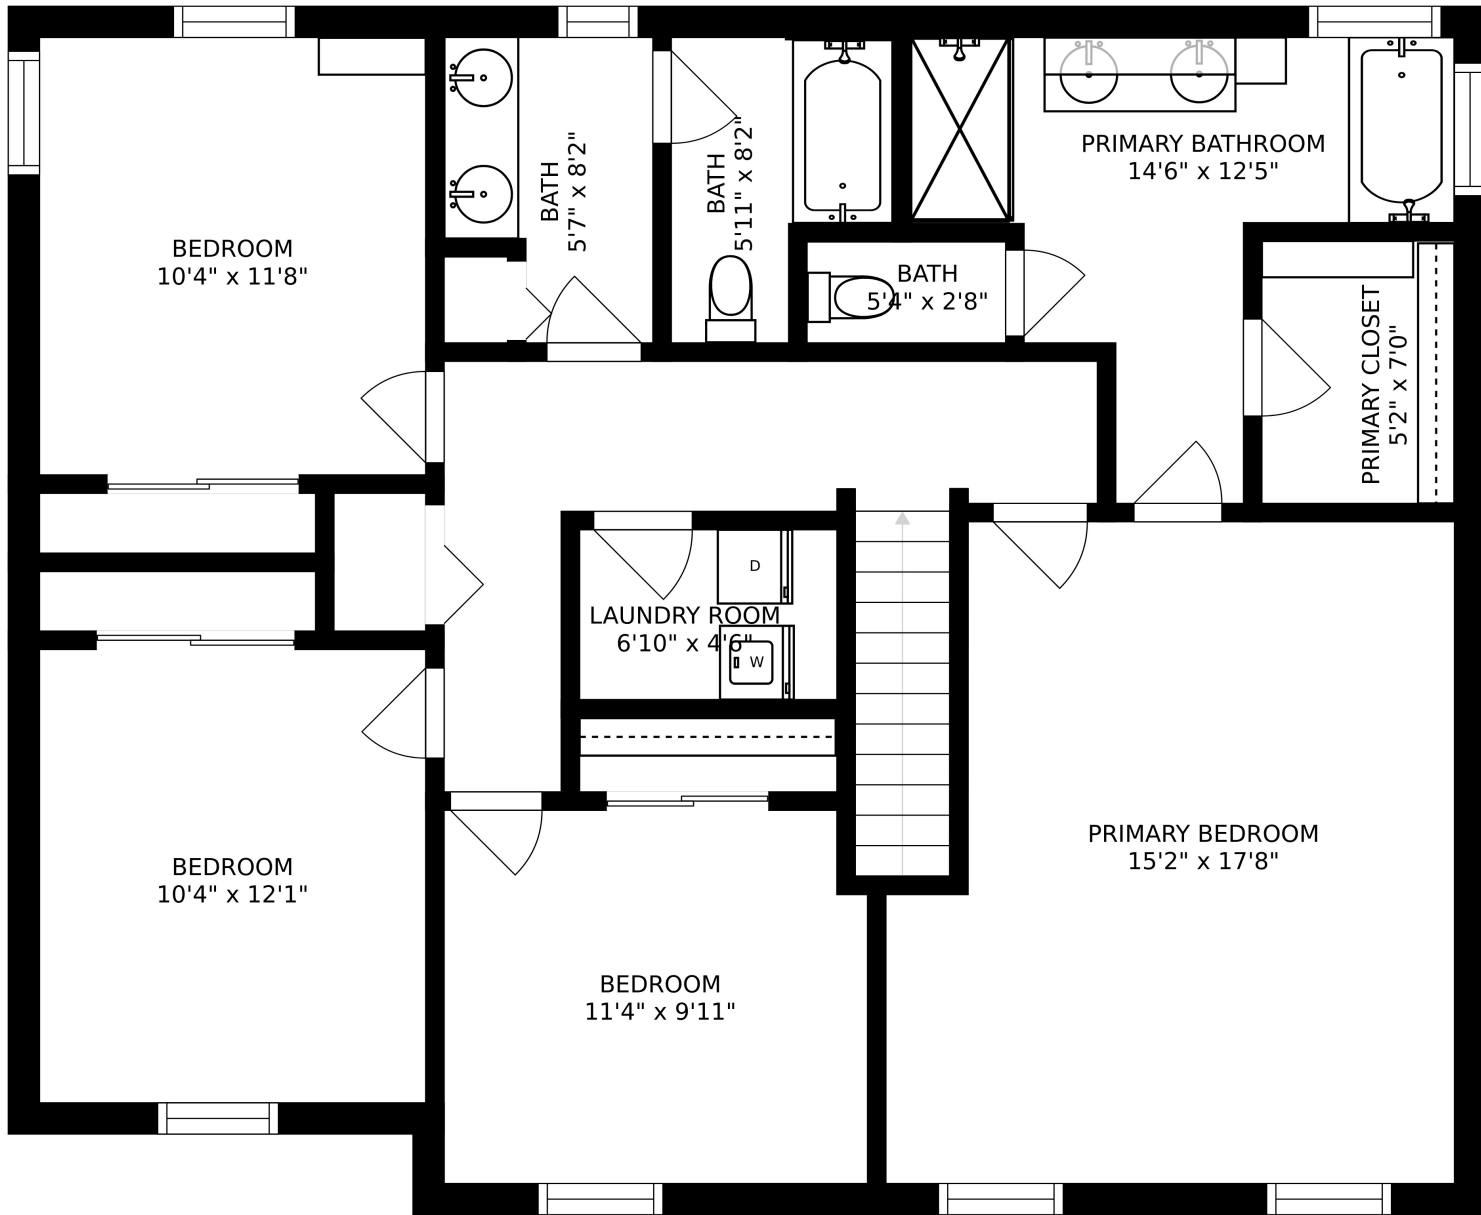 BATH
5'7" x 8'2"
BATH
5'11" x 8'2"
PRIMARY BATHROOM
14'6" x 12'5"
BEDROOM
10'4" x 11'8"
BATH
5'4" x 2'8"
PRIMARY CLOSET
5'2" x 7'0"
D
LAUNDRY ROOM
6'10" x 4'6"
W
PRIMARY BEDROOM
15'2" x 17'8"
BEDROOM
10'4" x 12'1"
BEDROOM
11'4" x 9'11"